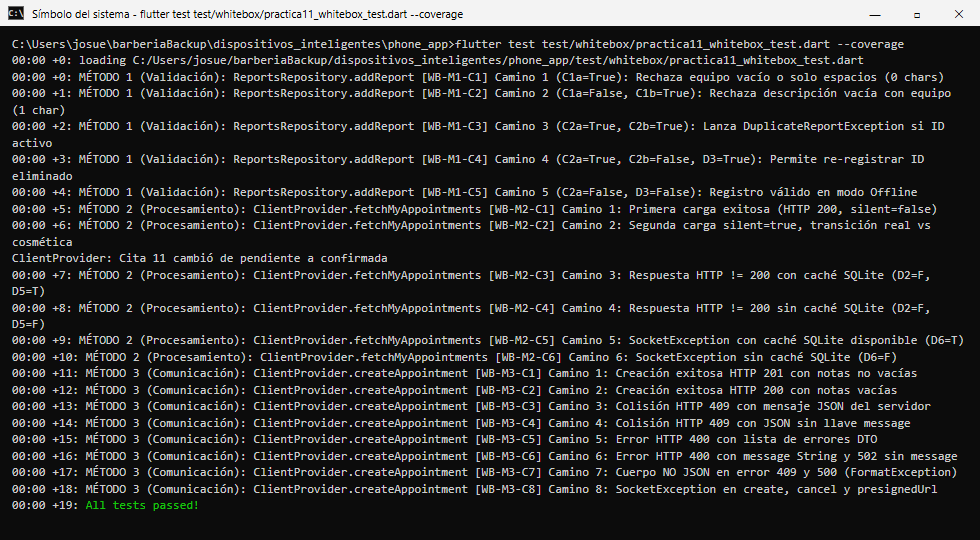 Símbolo del sistema - flutter test test/whitebox/practica11_whitebox_test.dart --coverage
C:\Users\josue\barberiaBackup\dispositivos_inteligentes\phone_app>flutter test test/whitebox/practica11_whitebox_test.dart --coverage
00:00 +0: loading C:/Users/josue/barberiaBackup/dispositivos_inteligentes/phone_app/test/whitebox/practica11_whitebox_test.dart
00:00 +0: MÉTODO 1 (Validación): ReportsRepository.addReport [WB-M1-C1] Camino 1 (C1a=True): Rechaza equipo vacío o solo espacios (0 chars)
00:00 +1: MÉTODO 1 (Validación): ReportsRepository.addReport [WB-M1-C2] Camino 2 (C1a=False, C1b=True): Rechaza descripción vacía con equipo
(1 char)
00:00 +2: MÉTODO 1 (Validación): ReportsRepository.addReport [WB-M1-C3] Camino 3 (C2a=True, C2b=True): Lanza DuplicateReportException si ID
activo
00:00 +3: MÉTODO 1 (Validación): ReportsRepository.addReport [WB-M1-C4] Camino 4 (C2a=True, C2b=False, D3=True): Permite re-registrar ID
eliminado
00:00 +4: MÉTODO 1 (Validación): ReportsRepository.addReport [WB-M1-C5] Camino 5 (C2a=False, D3=False): Registro válido en modo Offline
00:00 +5: MÉTODO 2 (Procesamiento): ClientProvider.fetchMyAppointments [WB-M2-C1] Camino 1: Primera carga exitosa (HTTP 200, silent=false)
00:00 +6: MÉTODO 2 (Procesamiento): ClientProvider.fetchMyAppointments [WB-M2-C2] Camino 2: Segunda carga silent=true, transición real vs
cosmética
ClientProvider: Cita 11 cambió de pendiente a confirmada
00:00 +7: MÉTODO 2 (Procesamiento): ClientProvider.fetchMyAppointments [WB-M2-C3] Camino 3: Respuesta HTTP != 200 con caché SQLite (D2=F,
D5=T)
00:00 +8: MÉTODO 2 (Procesamiento): ClientProvider.fetchMyAppointments [WB-M2-C4] Camino 4: Respuesta HTTP != 200 sin caché SQLite (D2=F,
D5=F)
00:00 +9: MÉTODO 2 (Procesamiento): ClientProvider.fetchMyAppointments [WB-M2-C5] Camino 5: SocketException con caché SQLite disponible (D6=T)
00:00 +10: MÉTODO 2 (Procesamiento): ClientProvider.fetchMyAppointments [WB-M2-C6] Camino 6: SocketException sin caché SQLite (D6=F)
00:00 +11: MÉTODO 3 (Comunicación): ClientProvider.createAppointment [WB-M3-C1] Camino 1: Creación exitosa HTTP 201 con notas no vacías
00:00 +12: MÉTODO 3 (Comunicación): ClientProvider.createAppointment [WB-M3-C2] Camino 2: Creación exitosa HTTP 200 con notas vacías
00:00 +13: MÉTODO 3 (Comunicación): ClientProvider.createAppointment [WB-M3-C3] Camino 3: Colisión HTTP 409 con mensaje JSON del servidor
00:00 +14: MÉTODO 3 (Comunicación): ClientProvider.createAppointment [WB-M3-C4] Camino 4: Colisión HTTP 409 con JSON sin llave message
00:00 +15: MÉTODO 3 (Comunicación): ClientProvider.createAppointment [WB-M3-C5] Camino 5: Error HTTP 400 con lista de errores DTO
00:00 +16: MÉTODO 3 (Comunicación): ClientProvider.createAppointment [WB-M3-C6] Camino 6: Error HTTP 400 con message String y 502 sin message
00:00 +17: MÉTODO 3 (Comunicación): ClientProvider.createAppointment [WB-M3-C7] Camino 7: Cuerpo NO JSON en error 409 y 500 (FormatException)
00:00 +18: MÉTODO 3 (Comunicación): ClientProvider.createAppointment [WB-M3-C8] Camino 8: SocketException en create, cancel y presignedUrl
00:00 +19: All tests passed!